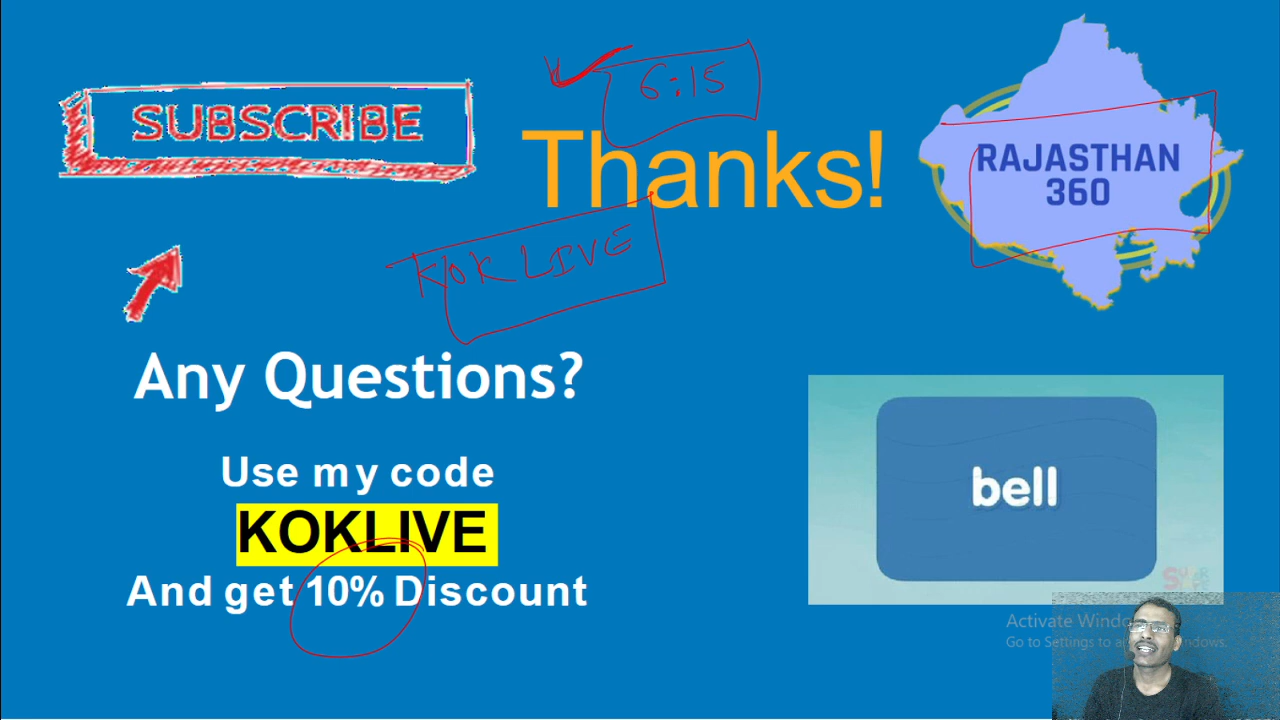 6:15
SUBSCRIBE
Thanks!
RAJASTHAN
360
KOK LIVE
Any Questions?
Use my code
KOKLIVE
And get 10% Discount
bell
Activate Windo
Go to Settings to a